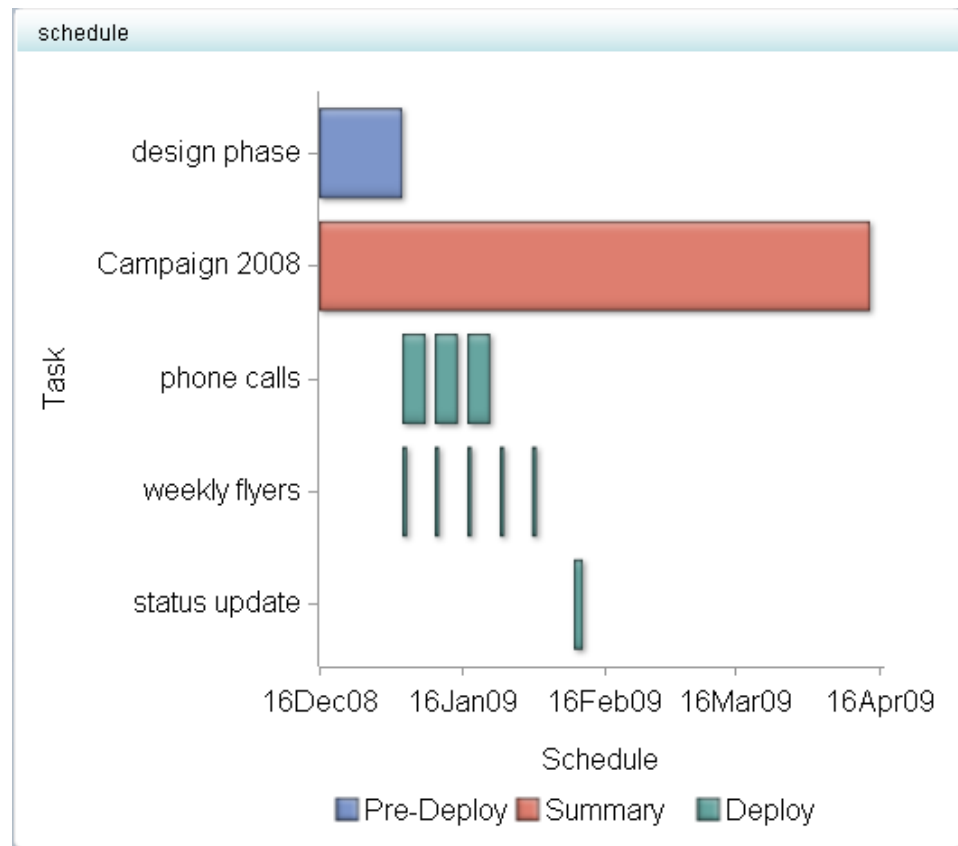 schedule
design phase
Campaign 2008
phone calls
weekly flyers
status update
Task
16Dec08 16Jan09 16Feb09 16Mar09 16Apr09
Schedule
Pre-Deploy Summary Deploy